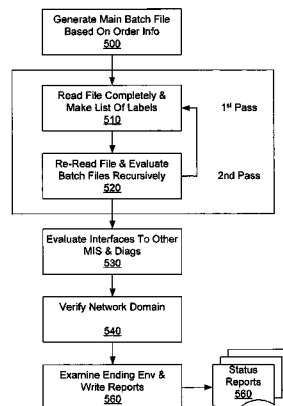 Generate Main Batch File
Based On Order Info
500
Read File Completely &
Make List Of Labels
510
1st Pass
Re-Read File & Evaluate
Batch Files Recursively
520
2nd Pass
Evaluate Interfaces To Other
MIS & Diags
530
Verify Network Domain
540
Examine Ending Env &
Write Reports
560
Status
Reports
560